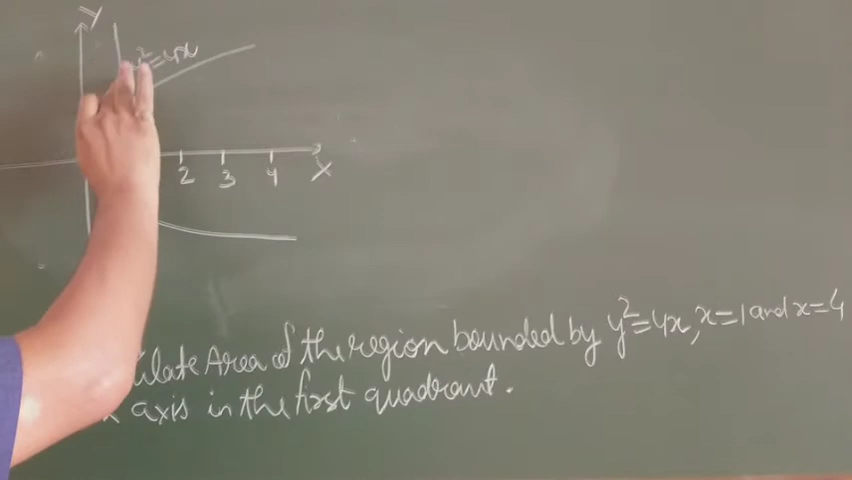 Y
y²=4x
2 3 4 X
ulate Area of the region bounded by y²=4x, x=1 and x=4
x axis in the first quadrant.